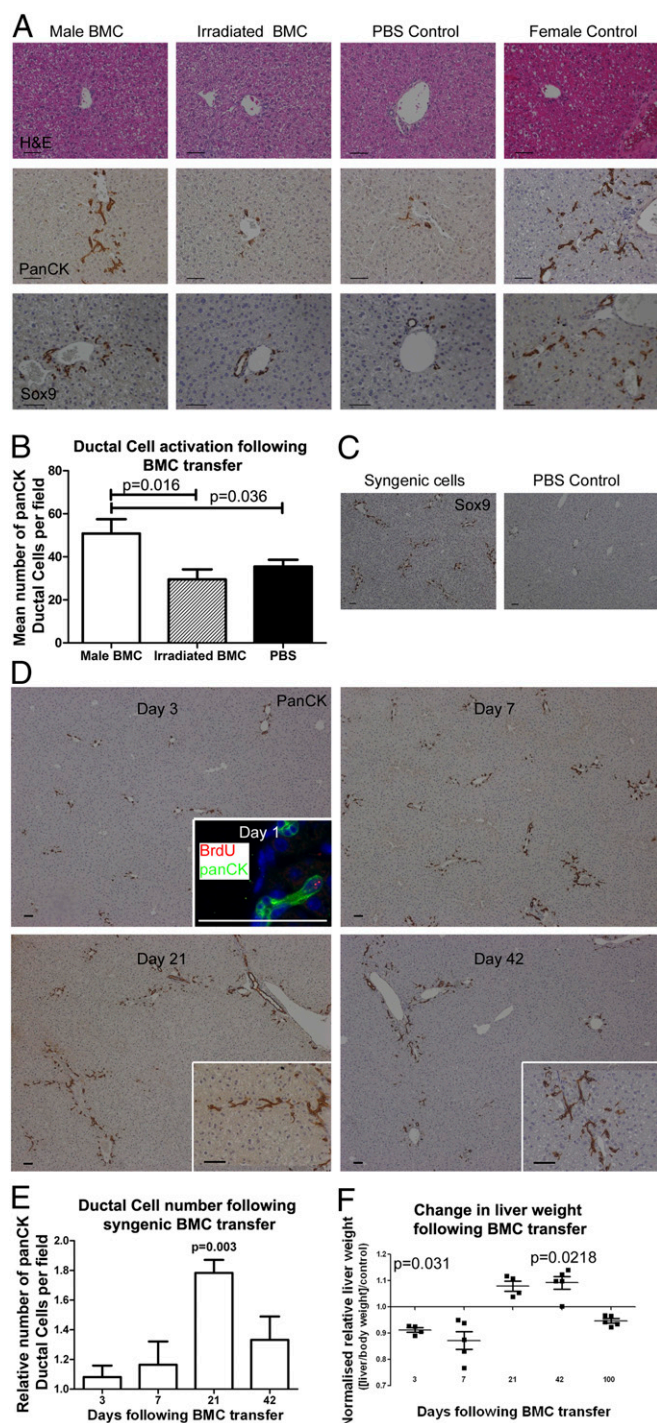 A
Male BMC
Irradiated BMC
PBS Control
Female Control
H&E
PanCK
Sox9
B
Ductal Cell activation following
BMC transfer
p=0.016
p=0.036
Mean number of panCK
Ductal Cells per field
80
60
40
20
0
Male BMC
Irradiated BMC
PBS
C
Syngenic cells
PBS Control
Sox9
D
Day 3
PanCK
Day 7
Day 1
BrdU
panCK
Day 21
Day 42
E
Ductal Cell number following
syngenic BMC transfer
p=0.003
Relative number of panCK
Ductal Cells per field
2.0
1.8
1.6
1.4
1.2
1.0
3
7
21
42
Days following BMC transfer
F
Change in liver weight
following BMC transfer
p=0.031
p=0.0218
Normalised relative liver weight
([liver/body weight]/control)
1.2
1.1
1.0
0.9
0.8
0.7
3
7
21
42
100
Days following BMC transfer